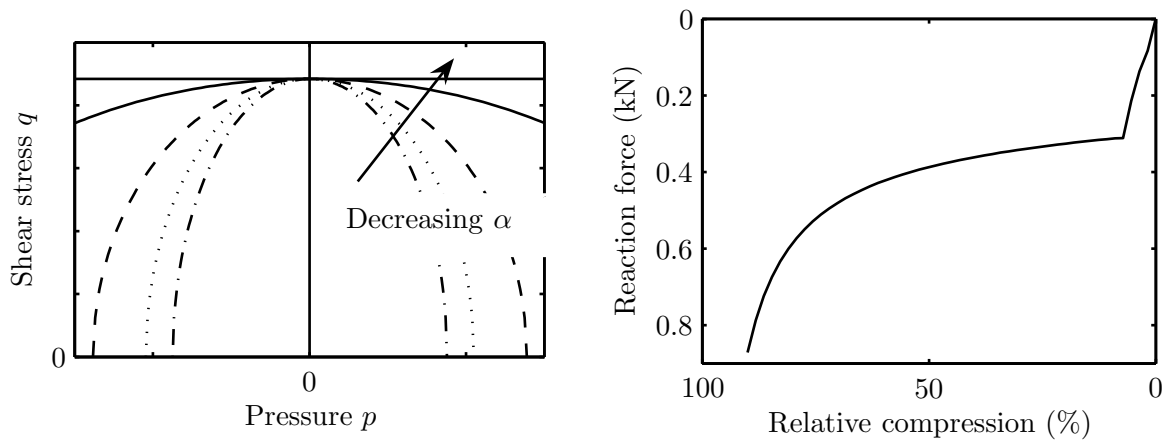 Shear stress q
Decreasing α
0
0
Pressure p
Reaction force (kN)
0
0.2
0.4
0.6
0.8
100
50
0
Relative compression (%)